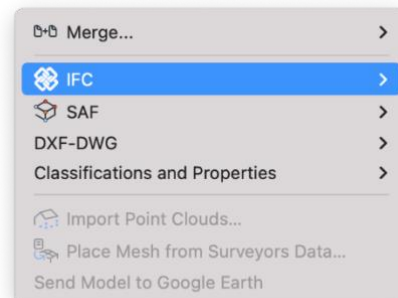 Merge...
IFC
SAF
DXF-DWG
Classifications and Properties
Import Point Clouds...
Place Mesh from Surveyors Data...
Send Model to Google Earth